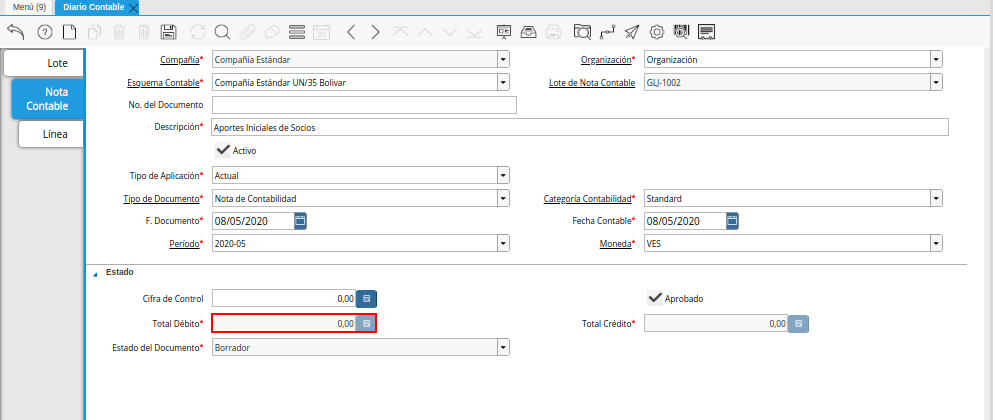 Menú (9) Diario Contable
31
Lote
Nota
Contable
Línea
Compañía* Compañía Estándar Organización* Organización
Esquema Contable* Compañía Estándar UN/35 Bolivar Lote de Nota Contable GLJ-1002
No. del Documento
Descripción* Aportes Iniciales de Socios
Activo
Tipo de Aplicación* Actual
Tipo de Documento* Nota de Contabilidad Categoría Contabilidad* Standard
F. Documento* 08/05/2020 Fecha Contable* 08/05/2020
Período* 2020-05 Moneda* VES
Estado
Cifra de Control 0,00 Aprobado
Total Débito* 0,00 Total Crédito* 0,00
Estado del Documento* Borrador